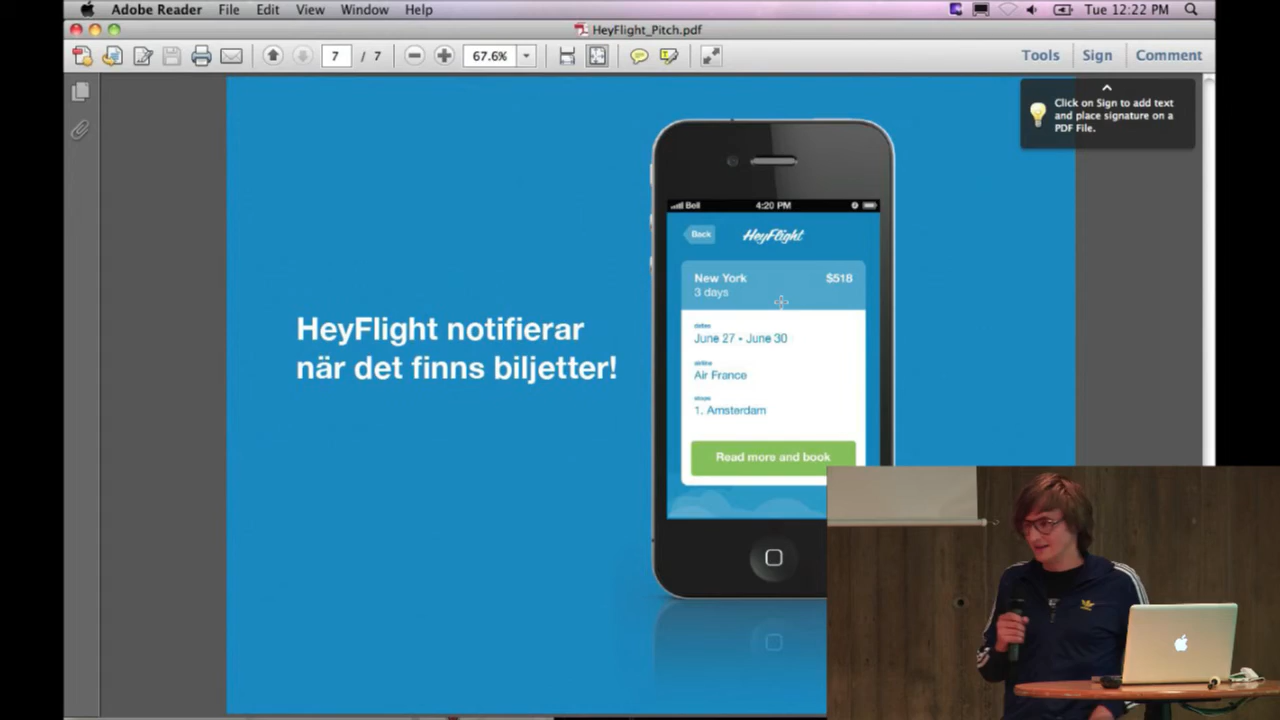 Adobe Reader File Edit View Window Help Tue 12:22 PM
HeyFlight_Pitch.pdf
7 / 7 67.6% Tools Sign Comment
Click on Sign to add text
and place signature on a
PDF File.
Bell 4:20 PM
Back HeyFlight
New York $518
3 days
dates
June 27 - June 30
airline
Air France
stops
1. Amsterdam
Read more and book
HeyFlight notifierar
när det finns biljetter!